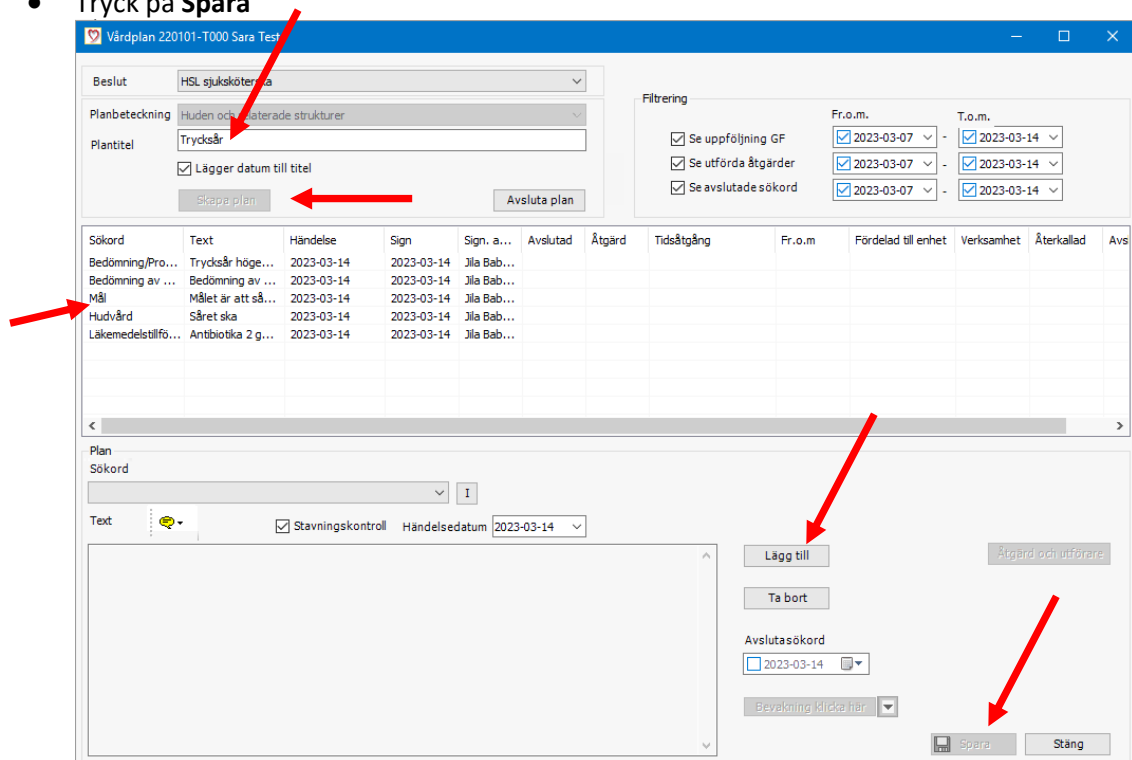 • Tryck på Spara
Vårdplan 220101-T000 Sara Test
Beslut HSL sjuksköterska
Planbeteckning Huden och relaterade strukturer
Plantitel Trycksår
Lägger datum till titel
Skapa plan Avsluta plan
Filtrering
Fr.o.m. T.o.m.
Se uppföljning GF 2023-03-07 - 2023-03-14
Se utförda åtgärder 2023-03-07 - 2023-03-14
Se avslutade sökord 2023-03-07 - 2023-03-14
Sökord Text Händelse Sign Sign. a... Avslutad Åtgärd Tidsåtgång Fr.o.m Fördelad till enhet Verksamhet Återkallad Avs
Bedömning/Pro... Trycksår höge... 2023-03-14 2023-03-14 Jila Bab...
Bedömning av ... Bedömning av ... 2023-03-14 2023-03-14 Jila Bab...
Mål Målet är att så... 2023-03-14 2023-03-14 Jila Bab...
Hudvård Såret ska 2023-03-14 2023-03-14 Jila Bab...
Läkemedelstillfö... Antibiotika 2 g... 2023-03-14 2023-03-14 Jila Bab...
Plan
Sökord
I
Text Stavningskontroll Händelsedatum 2023-03-14
Lägg till Åtgärd och utförare
Ta bort
Avsluta sökord
2023-03-14
Bevakning klicka här
Spara Stäng